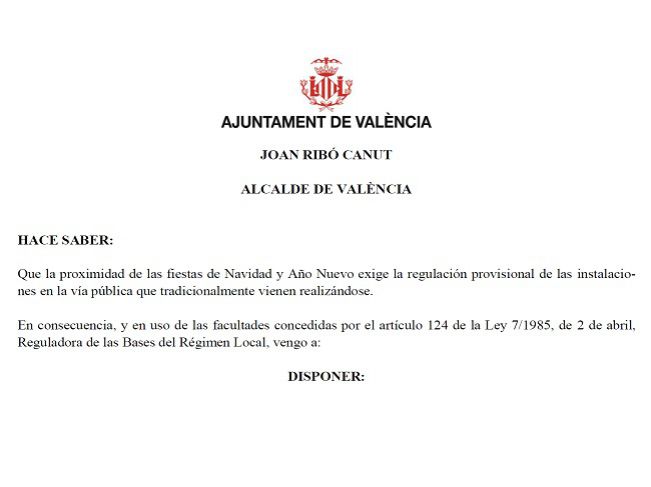 AJUNTAMENT DE VALÈNCIA
JOAN RIBÓ CANUT
ALCALDE DE VALÈNCIA
HACE SABER:
Que la proximidad de las fiestas de Navidad y Año Nuevo exige la regulación provisional de las instalacio-
nes en la vía pública que tradicionalmente vienen realizándose.
En consecuencia, y en uso de las facultades concedidas por el artículo 124 de la Ley 7/1985, de 2 de abril,
Reguladora de las Bases del Régimen Local, vengo a:
DISPONER: